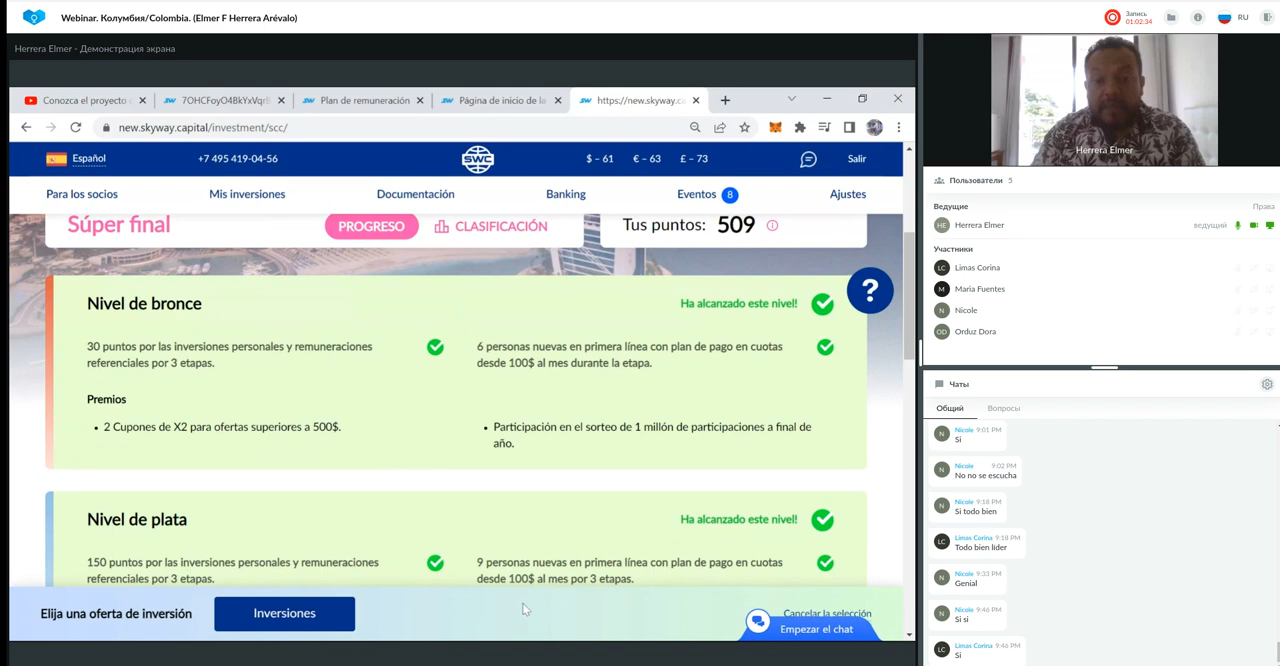 Webinar. Колумбия/Colombia. (Elmer F Herrera Arévalo)
Запись
01:02:34
RU
Herrera Elmer - Демонстрация экрана
Conozca el proyecto
Plan de remuneración
Página de inicio de la
https://new.skyway.c
new.skyway.capital/investment/scc/
Español
+7 495 419-04-56
SWC
$ – 61
€ – 63
£ – 73
Salir
Para los socios
Mis inversiones
Documentación
Banking
Eventos 8
Ajustes
Súper final
PROGRESO
CLASIFICACIÓN
Tus puntos: 509
Nivel de bronce
Ha alcanzado este nivel!
?
30 puntos por las inversiones personales y remuneraciones
referenciales por 3 etapas.
6 personas nuevas en primera línea con plan de pago en cuotas
desde 100$ al mes durante la etapa.
Premios
• 2 Cupones de X2 para ofertas superiores a 500$.
• Participación en el sorteo de 1 millón de participaciones a final de
año.
Nivel de plata
Ha alcanzado este nivel!
150 puntos por las inversiones personales y remuneraciones
referenciales por 3 etapas.
9 personas nuevas en primera línea con plan de pago en cuotas
desde 100$ al mes por 3 etapas.
Elija una oferta de inversión
Inversiones
Cancelar la selección
Empezar el chat
Herrera Elmer
Пользователи 5
Ведущие
Права
HE
Herrera Elmer
ведущий
Участники
LC
Limas Corina
M
Maria Fuentes
N
Nicole
OD
Orduz Dora
Чаты
Общий
Вопросы
N
Nicole 9:01 PM
Si
N
Nicole 9:02 PM
No no se escucha
N
Nicole 9:18 PM
Si todo bien
LC
Limas Corina 9:18 PM
Todo bien líder
N
Nicole 9:33 PM
Genial
N
Nicole 9:46 PM
Si si
LC
Limas Corina 9:46 PM
Si